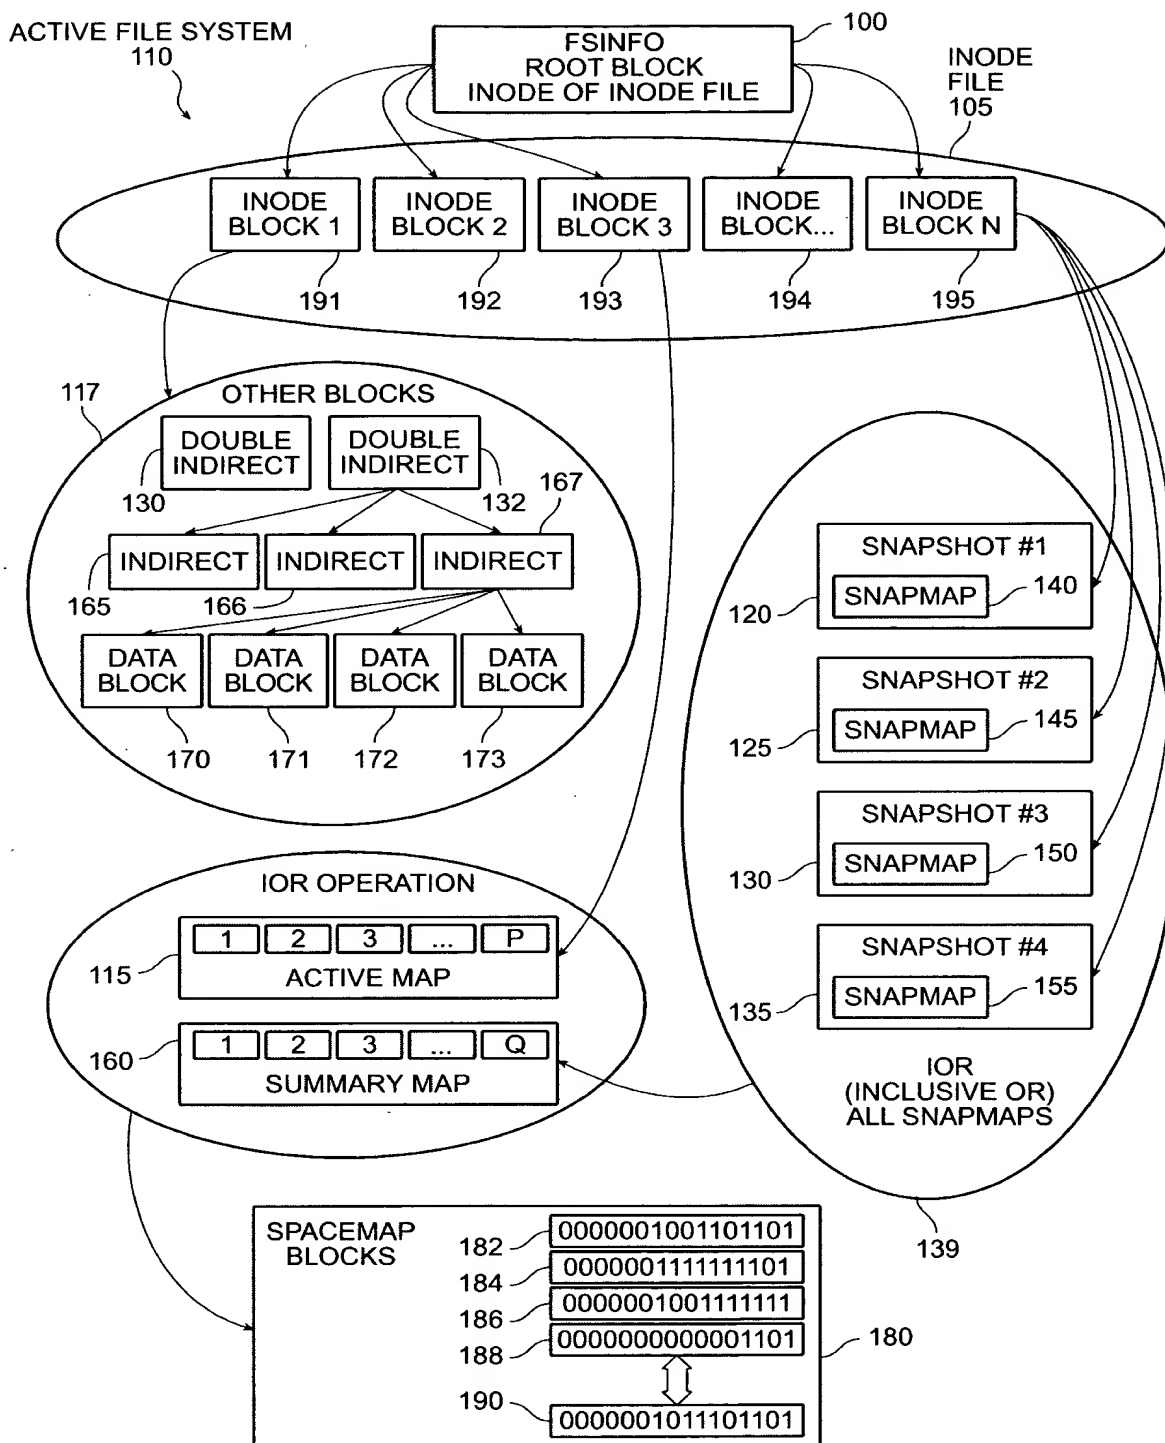 ACTIVE FILE SYSTEM
110
FSINFO
ROOT BLOCK
INODE OF INODE FILE
100
INODE
FILE
105
INODE
BLOCK 1
INODE
BLOCK 2
INODE
BLOCK 3
INODE
BLOCK...
INODE
BLOCK N
191
192
193
194
195
117
OTHER BLOCKS
DOUBLE
INDIRECT
DOUBLE
INDIRECT
130
132
167
INDIRECT
INDIRECT
INDIRECT
165
166
DATA
BLOCK
DATA
BLOCK
DATA
BLOCK
DATA
BLOCK
170
171
172
173
SNAPSHOT #1
SNAPMAP
140
120
SNAPSHOT #2
SNAPMAP
145
125
SNAPSHOT #3
SNAPMAP
150
130
SNAPSHOT #4
SNAPMAP
155
135
IOR
(INCLUSIVE OR)
ALL SNAPMAPS
139
IOR OPERATION
1 2 3 ... P
ACTIVE MAP
115
1 2 3 ... Q
SUMMARY MAP
160
SPACEMAP
BLOCKS
182 0000001001101101
184 0000001111111101
186 0000001001111111
188 0000000000001101
180
190 0000001011101101